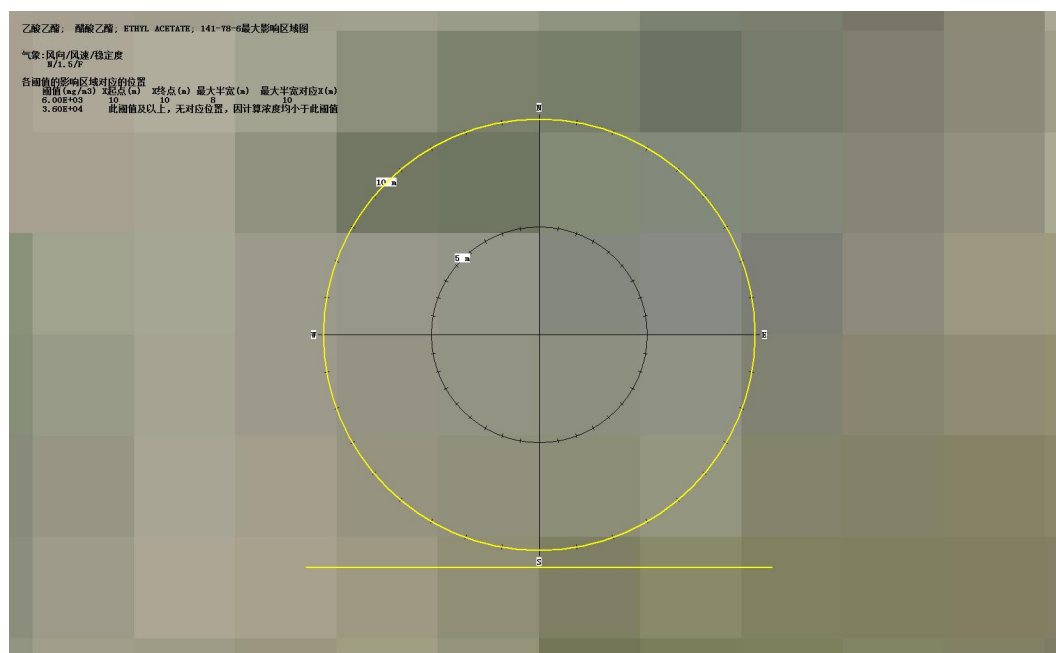 乙酸乙酯; 醋酸乙酯; ETHYL ACETATE; 141-78-6最大影响区域图
气象:风向/风速/稳定度
N/1.5/F
各阈值的影响区域对应的位置
阈值(mg/m3) X起点(m) X终点(m) 最大半宽(m) 最大半宽对应X(m)
6.00E+03 10 10 8 10
3.60E+04 此阈值及以上,无对应位置,因计算浓度均小于此阈值
N
10 m
5 m
W
E
S